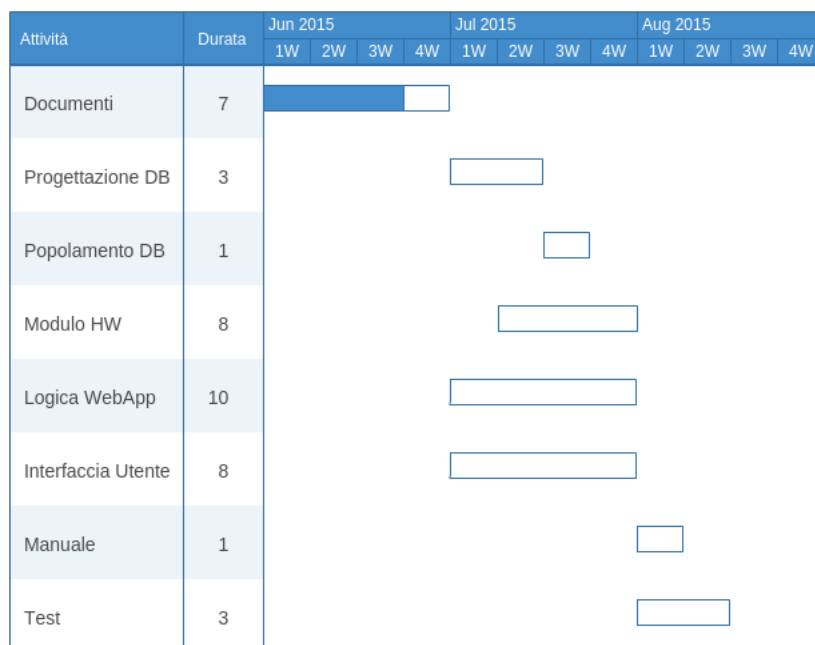 Attività Durata Jun 2015 Jul 2015 Aug 2015
1W 2W 3W 4W 1W 2W 3W 4W 1W 2W 3W 4W
Documenti 7
Progettazione DB 3
Popolamento DB 1
Modulo HW 8
Logica WebApp 10
Interfaccia Utente 8
Manuale 1
Test 3